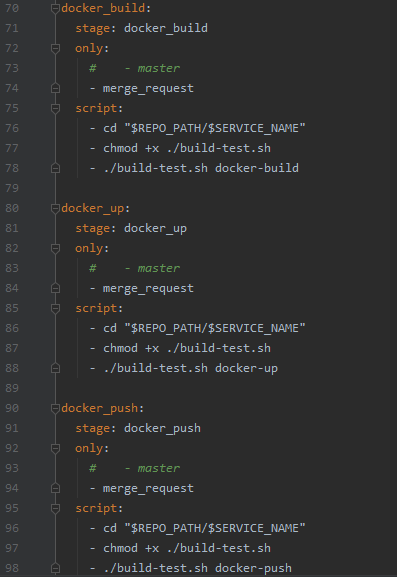 70 docker_build:
71 stage: docker_build
72 only:
73 # - master
74 - merge_request
75 script:
76 - cd "$REPO_PATH/$SERVICE_NAME"
77 - chmod +x ./build-test.sh
78 - ./build-test.sh docker-build
79
80 docker_up:
81 stage: docker_up
82 only:
83 # - master
84 - merge_request
85 script:
86 - cd "$REPO_PATH/$SERVICE_NAME"
87 - chmod +x ./build-test.sh
88 - ./build-test.sh docker-up
89
90 docker_push:
91 stage: docker_push
92 only:
93 # - master
94 - merge_request
95 script:
96 - cd "$REPO_PATH/$SERVICE_NAME"
97 - chmod +x ./build-test.sh
98 - ./build-test.sh docker-push